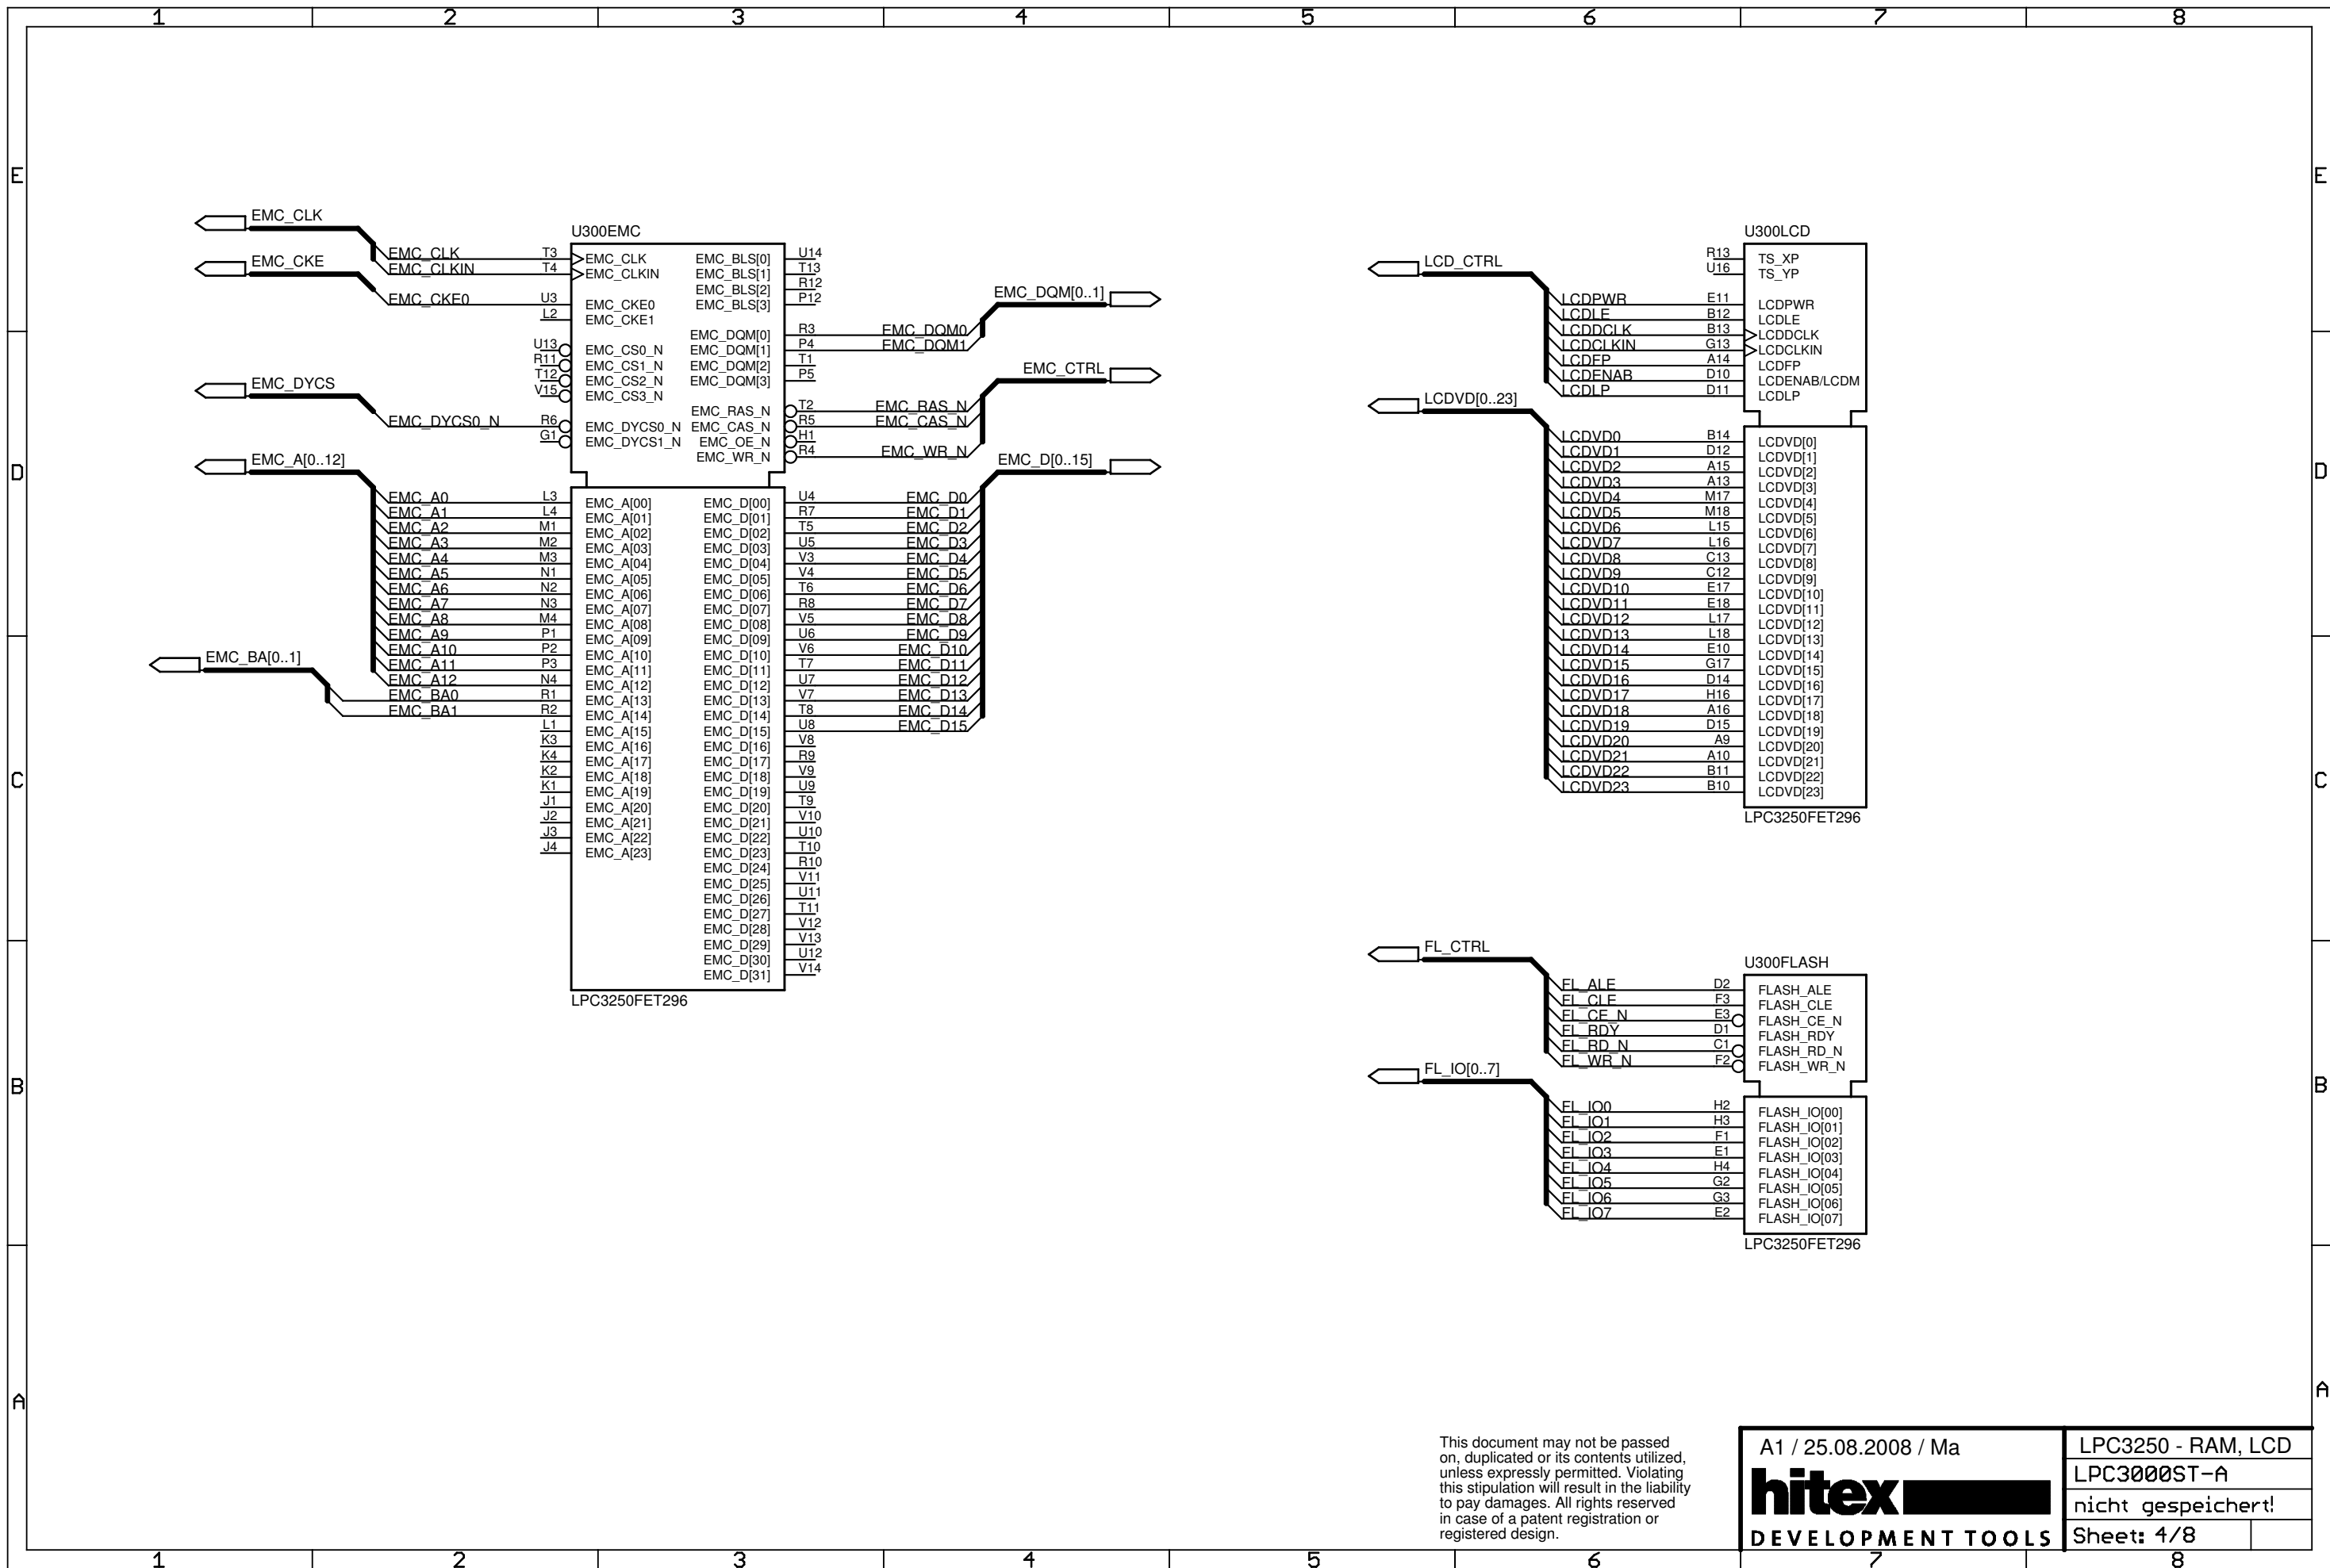 1 2 3 4 5 6 7 8
E E
D D
C C
B B
A A
EMC_CLK
EMC_CKE
EMC_DYCS
EMC_A[0..12]
EMC_BA[0..1]
U300EMC
EMC_CLK T3 EMC_CLK EMC_BLS[0] U14
EMC_CLKIN T4 EMC_CLKIN EMC_BLS[1] T13
EMC_BLS[2] R12
EMC_CKE0 U3 EMC_CKE0 EMC_BLS[3] P12
L2 EMC_CKE1
EMC_DQM[0] R3 EMC_DQM0
U13 EMC_CS0_N EMC_DQM[1] P4 EMC_DQM1
R11 EMC_CS1_N EMC_DQM[2] T1
T12 EMC_CS2_N EMC_DQM[3] P5
V15 EMC_CS3_N
EMC_RAS_N T2 EMC_RAS_N
EMC_DYCS0_N R6 EMC_DYCS0_N EMC_CAS_N R5 EMC_CAS_N
G1 EMC_DYCS1_N EMC_OE_N H1
EMC_WR_N R4 EMC_WR_N
EMC_DQM[0..1]
EMC_CTRL
EMC_D[0..15]
EMC_A0 L3 EMC_A[00] EMC_D[00] U4 EMC_D0
EMC_A1 L4 EMC_A[01] EMC_D[01] R7 EMC_D1
EMC_A2 M1 EMC_A[02] EMC_D[02] T5 EMC_D2
EMC_A3 M2 EMC_A[03] EMC_D[03] U5 EMC_D3
EMC_A4 M3 EMC_A[04] EMC_D[04] V3 EMC_D4
EMC_A5 N1 EMC_A[05] EMC_D[05] V4 EMC_D5
EMC_A6 N2 EMC_A[06] EMC_D[06] T6 EMC_D6
EMC_A7 N3 EMC_A[07] EMC_D[07] R8 EMC_D7
EMC_A8 M4 EMC_A[08] EMC_D[08] V5 EMC_D8
EMC_A9 P1 EMC_A[09] EMC_D[09] U6 EMC_D9
EMC_A10 P2 EMC_A[10] EMC_D[10] V6 EMC_D10
EMC_A11 P3 EMC_A[11] EMC_D[11] T7 EMC_D11
EMC_A12 N4 EMC_A[12] EMC_D[12] U7 EMC_D12
EMC_BA0 R1 EMC_A[13] EMC_D[13] V7 EMC_D13
EMC_BA1 R2 EMC_A[14] EMC_D[14] T8 EMC_D14
L1 EMC_A[15] EMC_D[15] U8 EMC_D15
K3 EMC_A[16] EMC_D[16] V8
K4 EMC_A[17] EMC_D[17] R9
K2 EMC_A[18] EMC_D[18] V9
K1 EMC_A[19] EMC_D[19] U9
J1 EMC_A[20] EMC_D[20] T9
J2 EMC_A[21] EMC_D[21] V10
J3 EMC_A[22] EMC_D[22] U10
J4 EMC_A[23] EMC_D[23] T10
EMC_D[24] R10
EMC_D[25] V11
EMC_D[26] U11
EMC_D[27] T11
EMC_D[28] V12
EMC_D[29] V13
EMC_D[30] U12
EMC_D[31] V14
LPC3250FET296
LCD_CTRL
LCDVD[0..23]
U300LCD
R13 TS_XP
U16 TS_YP
LCDPWR E11 LCDPWR
LCDLE B12 LCDLE
LCDDCLK B13 LCDDCLK
LCDCLKIN G13 LCDCLKIN
LCDFP A14 LCDFP
LCDENAB D10 LCDENAB/LCDM
LCDLP D11 LCDLP
LCDVD0 B14 LCDVD[0]
LCDVD1 D12 LCDVD[1]
LCDVD2 A15 LCDVD[2]
LCDVD3 A13 LCDVD[3]
LCDVD4 M17 LCDVD[4]
LCDVD5 M18 LCDVD[5]
LCDVD6 L15 LCDVD[6]
LCDVD7 L16 LCDVD[7]
LCDVD8 C13 LCDVD[8]
LCDVD9 C12 LCDVD[9]
LCDVD10 E17 LCDVD[10]
LCDVD11 E18 LCDVD[11]
LCDVD12 L17 LCDVD[12]
LCDVD13 L18 LCDVD[13]
LCDVD14 E10 LCDVD[14]
LCDVD15 G17 LCDVD[15]
LCDVD16 D14 LCDVD[16]
LCDVD17 H16 LCDVD[17]
LCDVD18 A16 LCDVD[18]
LCDVD19 D15 LCDVD[19]
LCDVD20 A9 LCDVD[20]
LCDVD21 A10 LCDVD[21]
LCDVD22 B11 LCDVD[22]
LCDVD23 B10 LCDVD[23]
LPC3250FET296
FL_CTRL
FL_IO[0..7]
U300FLASH
FL_ALE D2 FLASH_ALE
FL_CLE F3 FLASH_CLE
FL_CE_N E3 FLASH_CE_N
FL_RDY D1 FLASH_RDY
FL_RD_N C1 FLASH_RD_N
FL_WR_N F2 FLASH_WR_N
FL_IO0 H2 FLASH_IO[00]
FL_IO1 H3 FLASH_IO[01]
FL_IO2 F1 FLASH_IO[02]
FL_IO3 E1 FLASH_IO[03]
FL_IO4 H4 FLASH_IO[04]
FL_IO5 G2 FLASH_IO[05]
FL_IO6 G3 FLASH_IO[06]
FL_IO7 E2 FLASH_IO[07]
LPC3250FET296
This document may not be passed
on, duplicated or its contents utilized,
unless expressly permitted. Violating
this stipulation will result in the liability
to pay damages. All rights reserved
in case of a patent registration or
registered design.
A1 / 25.08.2008 / Ma
hitex
DEVELOPMENT TOOLS
LPC3250 - RAM, LCD
LPC3000ST-A
nicht gespeichert!
Sheet: 4/8
1 2 3 4 5 6 7 8